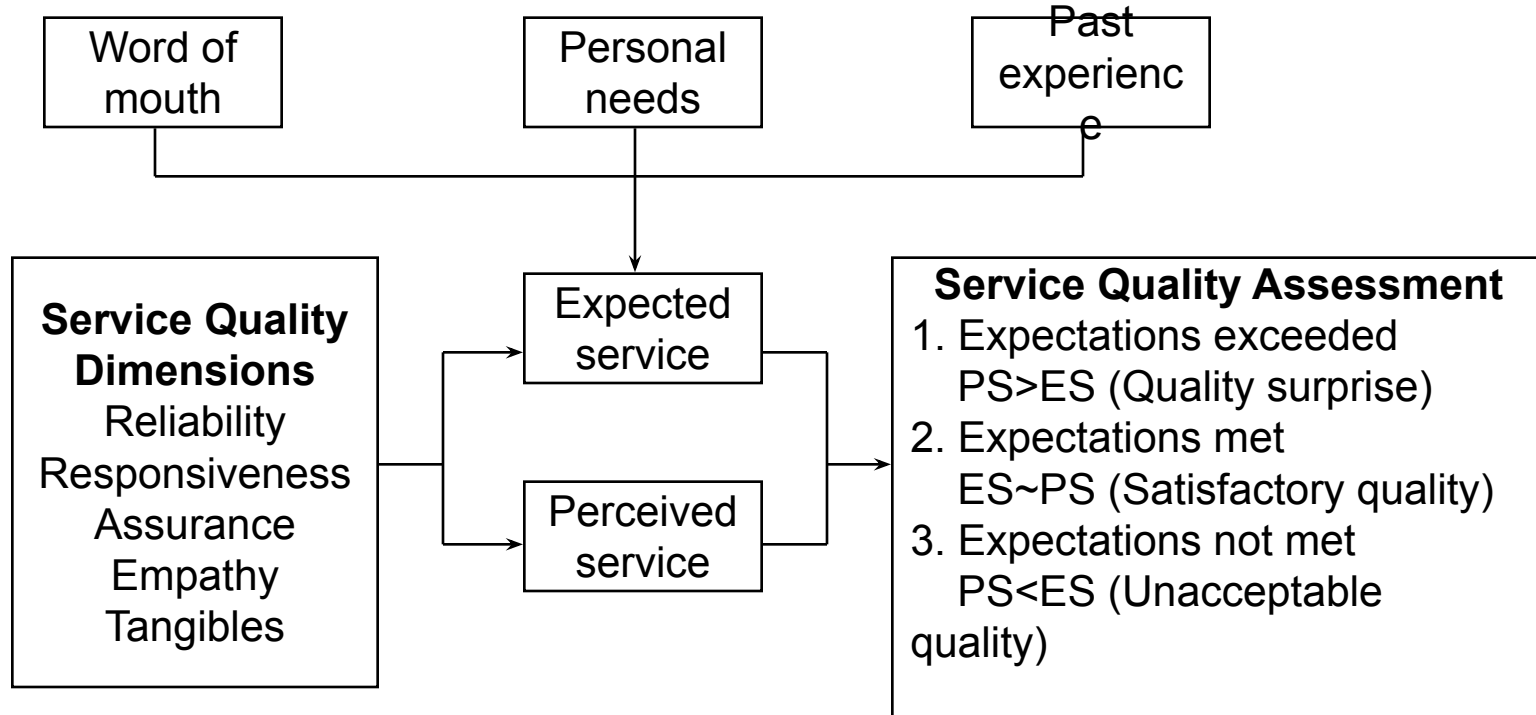 Word of
mouth
Personal
needs
Past
experienc
e
Service Quality
Dimensions
Reliability
Responsiveness
Assurance
Empathy
Tangibles
Expected
service
Perceived
service
Service Quality Assessment
1. Expectations exceeded
PS>ES (Quality surprise)
2. Expectations met
ES~PS (Satisfactory quality)
3. Expectations not met
PS<ES (Unacceptable
quality)